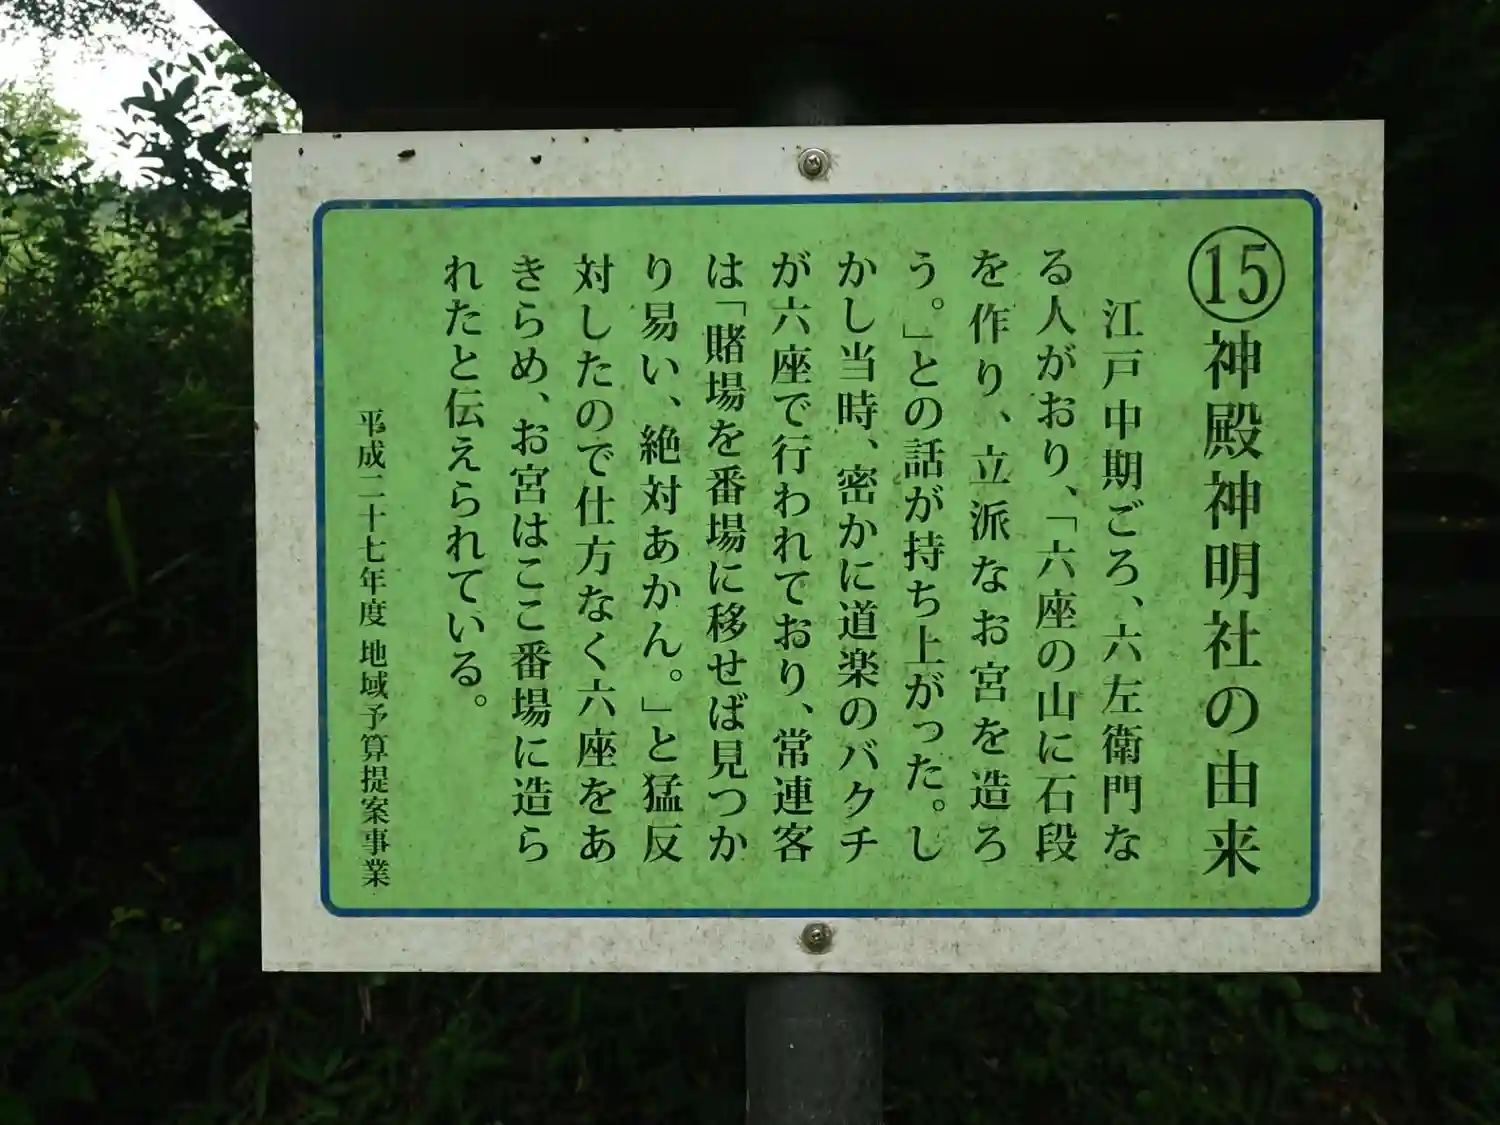 ⑮神殿神明社の由来
江戸中期ごろ、六左衛門な
る人がおり、「六座の山に石段
を作り、立派なお宮を造ろ
う。」との話が持ち上がった。し
かし当時、密かに道楽のバクチ
が六座で行われており、常連客
は「賭場を番場に移せば見つか
り易い、絶対あかん。」と猛反
対したので仕方なく六座をあ
きらめ、お宮はここ番場に造ら
れたと伝えられている。
平成二十七年度 地域予算提案事業